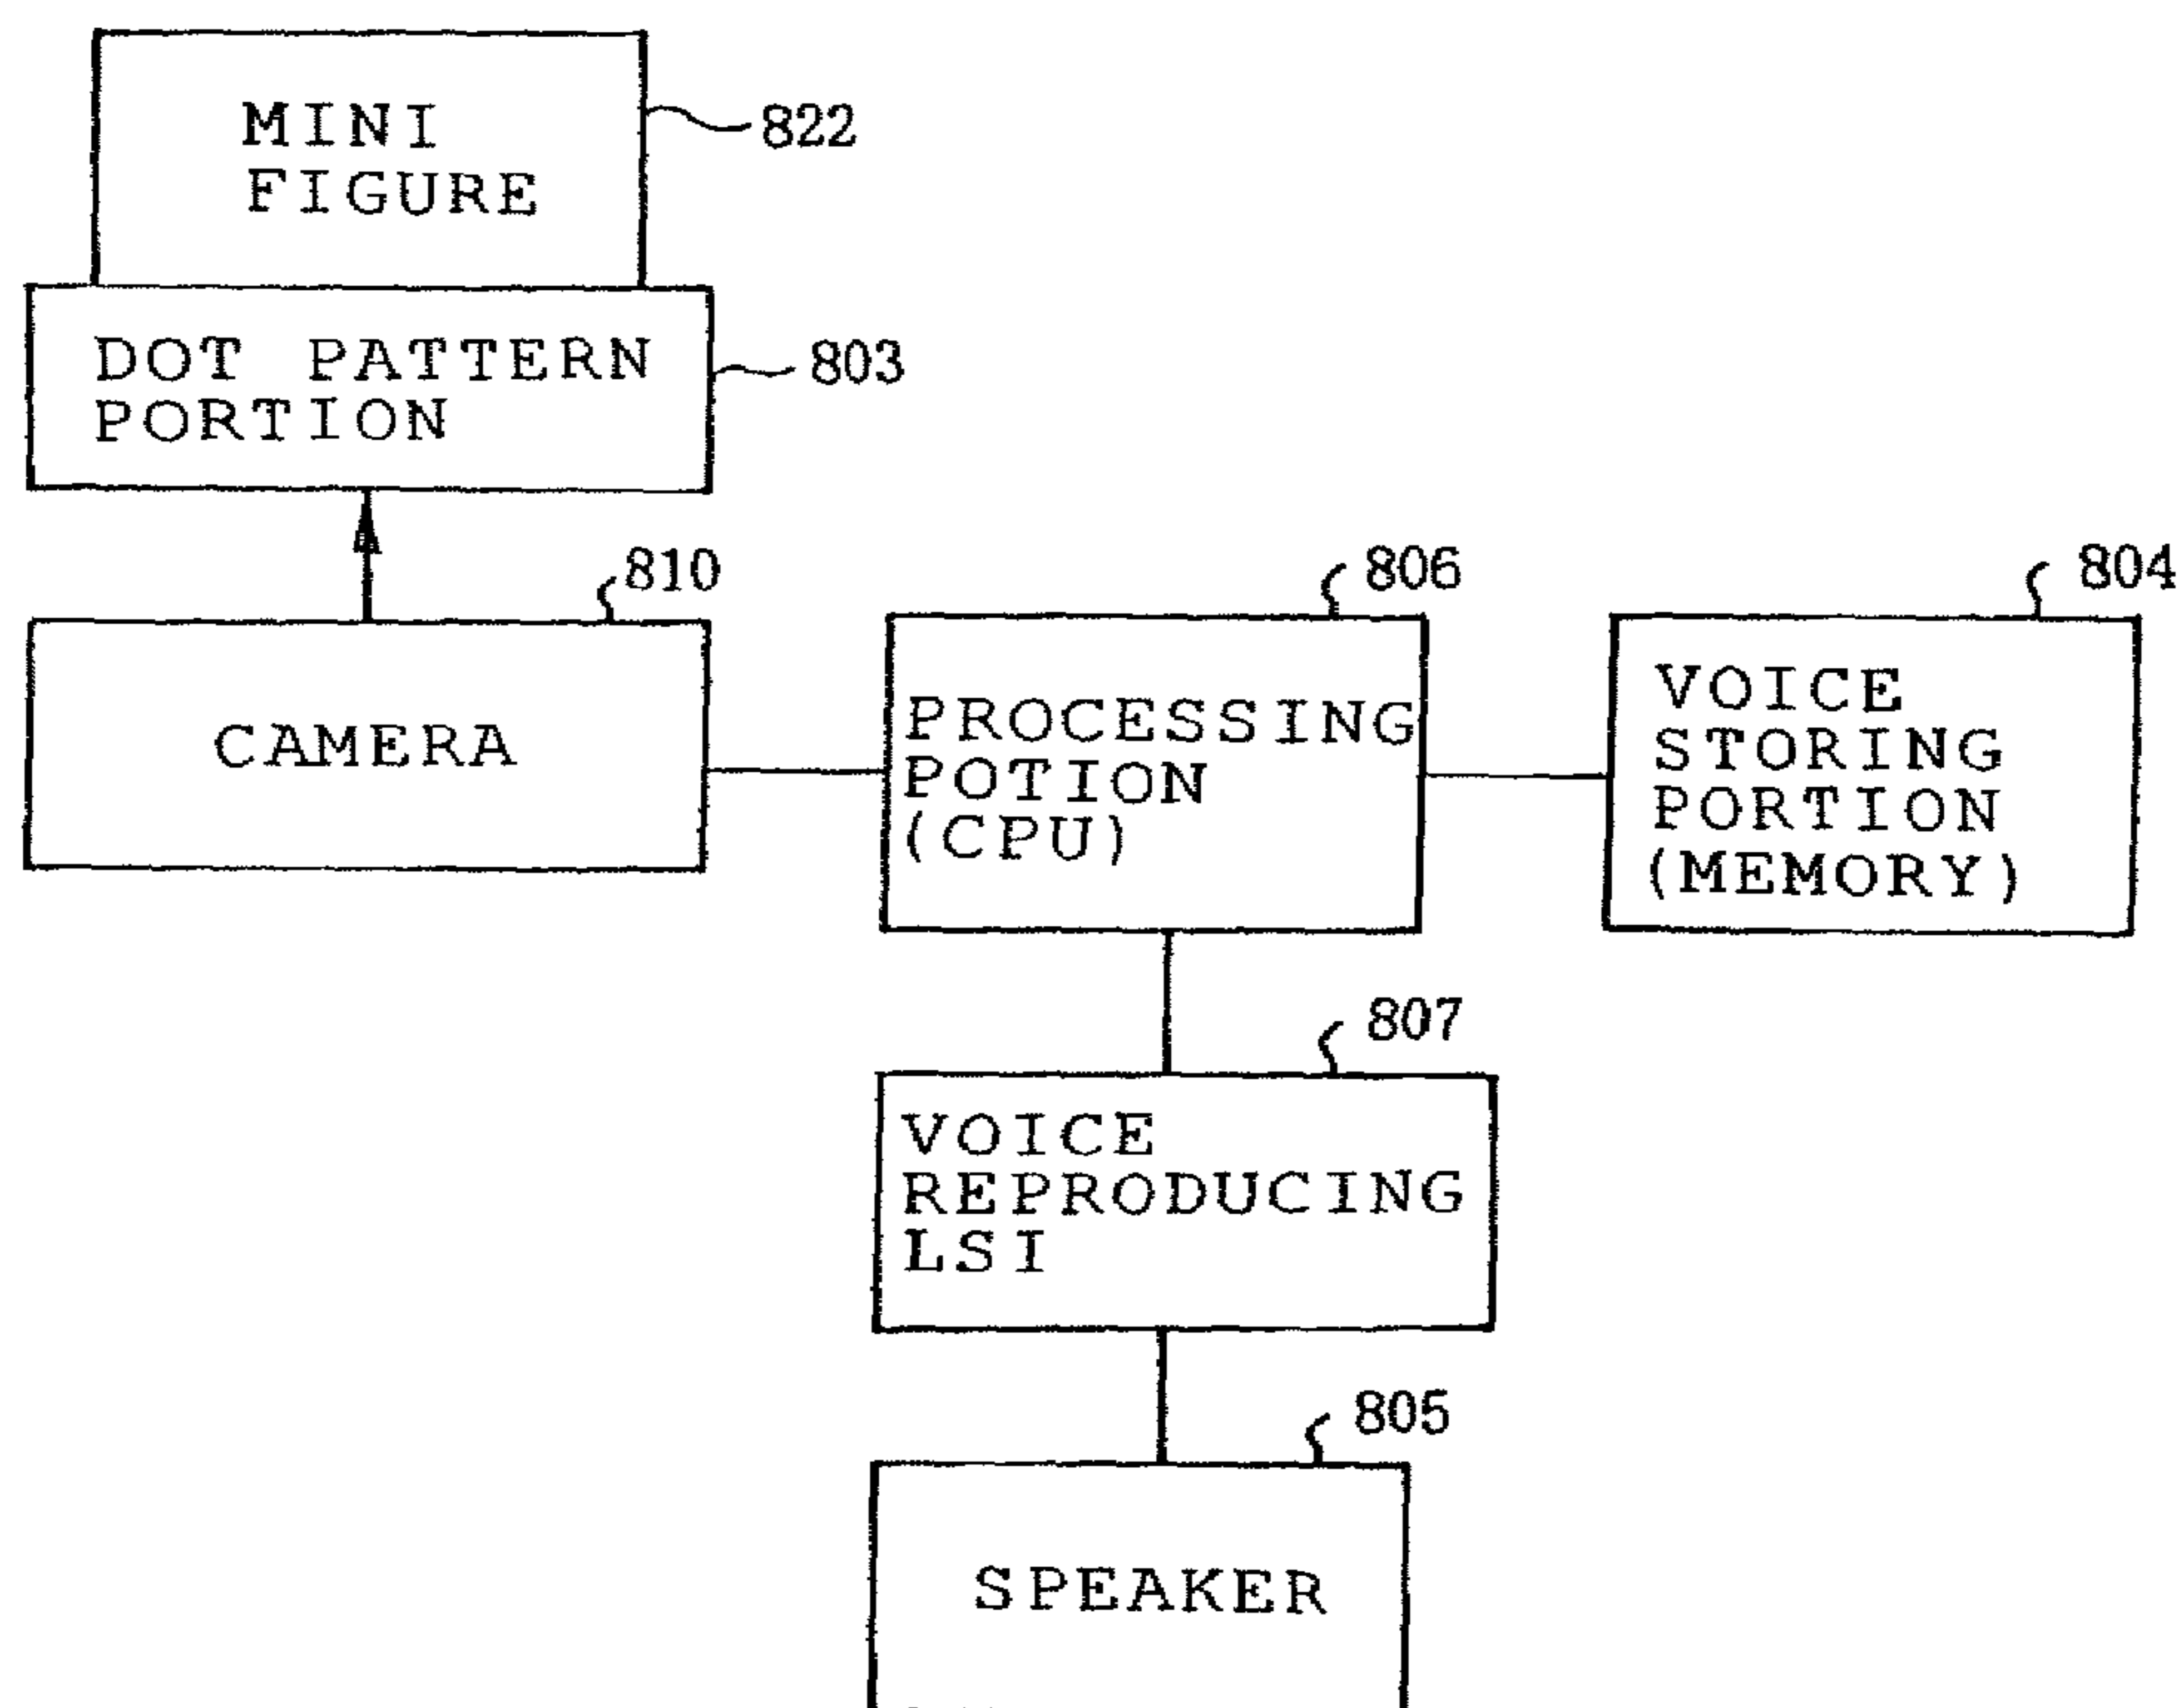 MINI
FIGURE
822
DOT PATTERN
PORTION
803
810
806
804
CAMERA
PROCESSING
POTION
(CPU)
VOICE
STORING
PORTION
(MEMORY)
807
VOICE
REPRODUCING
LSI
805
SPEAKER